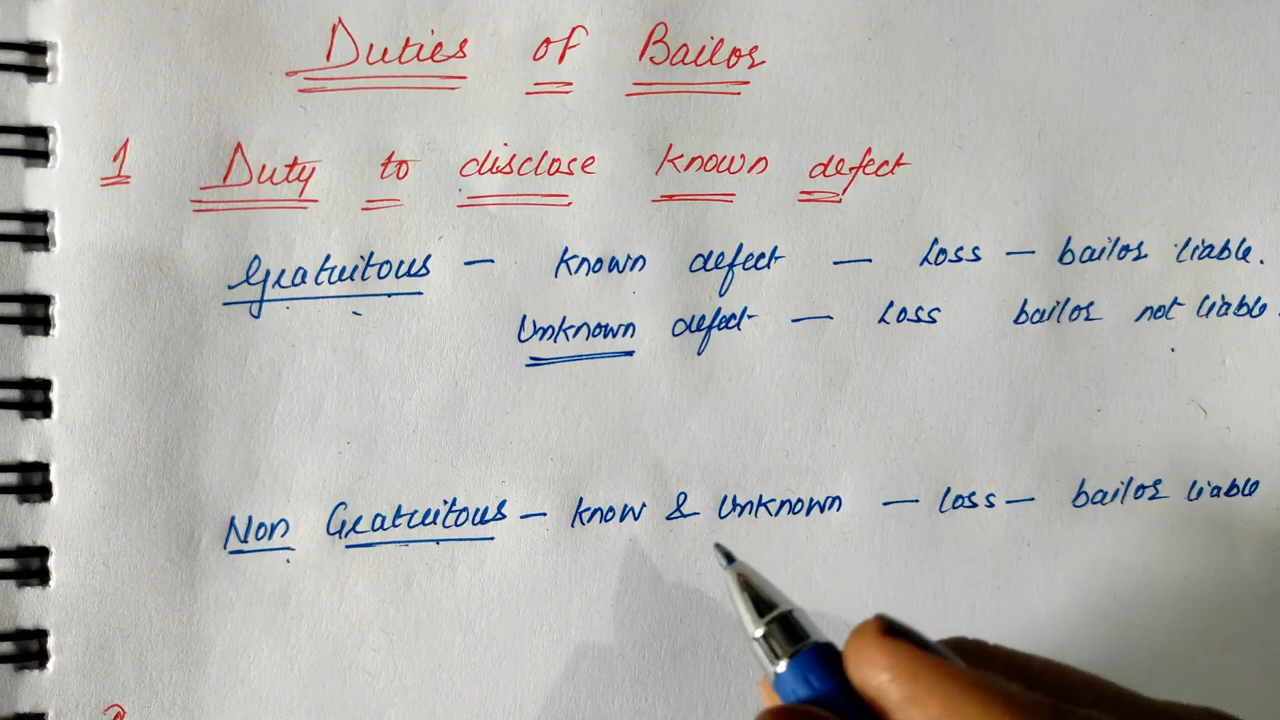 Duties of Bailor
1 Duty to disclose known defect
Gratuitous - known defect - Loss - bailor liable.
Unknown defect - Loss bailor not liable.
Non Gratuitous - know & Unknown - Loss - bailor liable